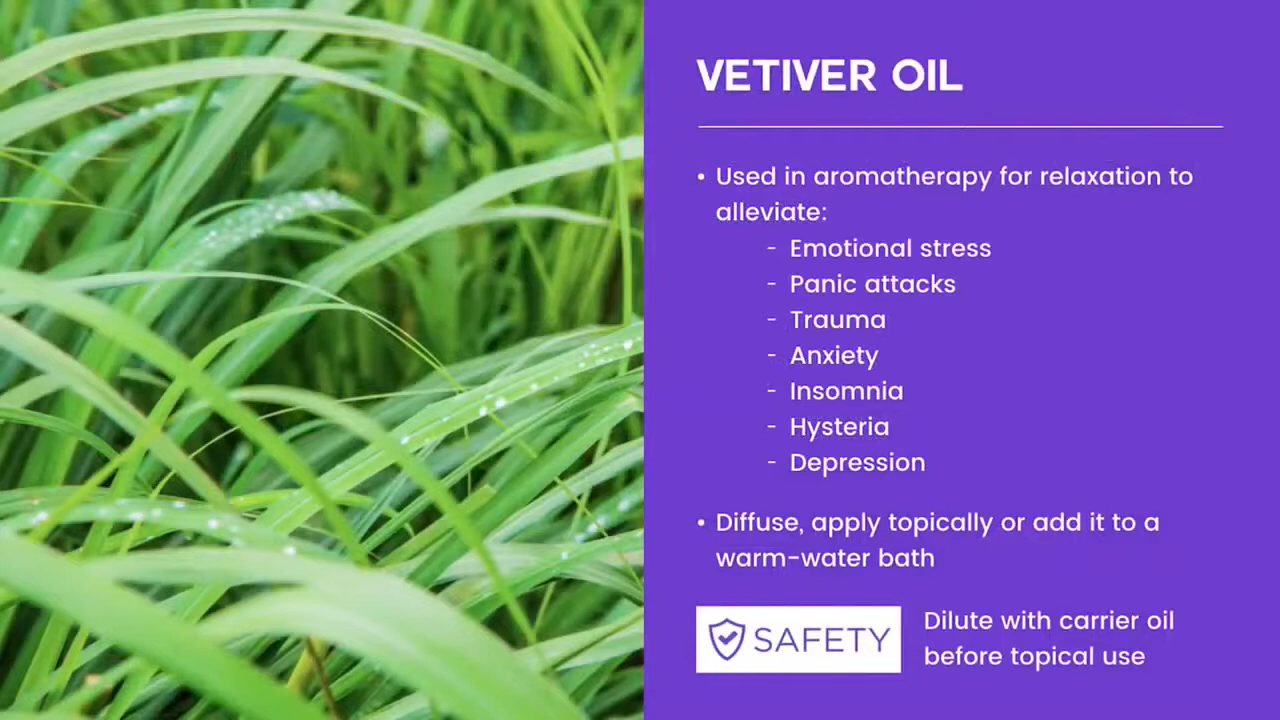 VETIVER OIL
• Used in aromatherapy for relaxation to
alleviate:
- Emotional stress
- Panic attacks
- Trauma
- Anxiety
- Insomnia
- Hysteria
- Depression
• Diffuse, apply topically or add it to a
warm-water bath
SAFETY
Dilute with carrier oil
before topical use